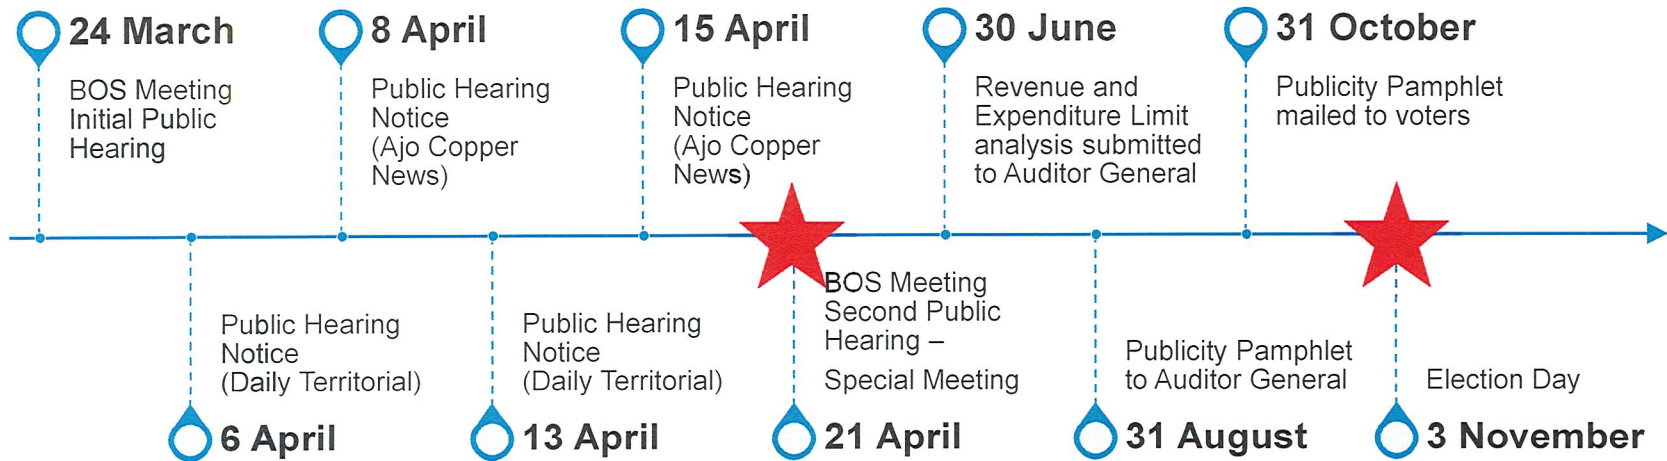 24 March
BOS Meeting
Initial Public
Hearing
6 April
Public Hearing
Notice
(Daily Territorial)
8 April
Public Hearing
Notice
(Ajo Copper
News)
13 April
Public Hearing
Notice
(Daily Territorial)
15 April
Public Hearing
Notice
(Ajo Copper
News)
21 April
BOS Meeting
Second Public
Hearing –
Special Meeting
30 June
Revenue and
Expenditure Limit
analysis submitted
to Auditor General
31 August
Publicity Pamphlet
to Auditor General
31 October
Publicity Pamphlet
mailed to voters
3 November
Election Day